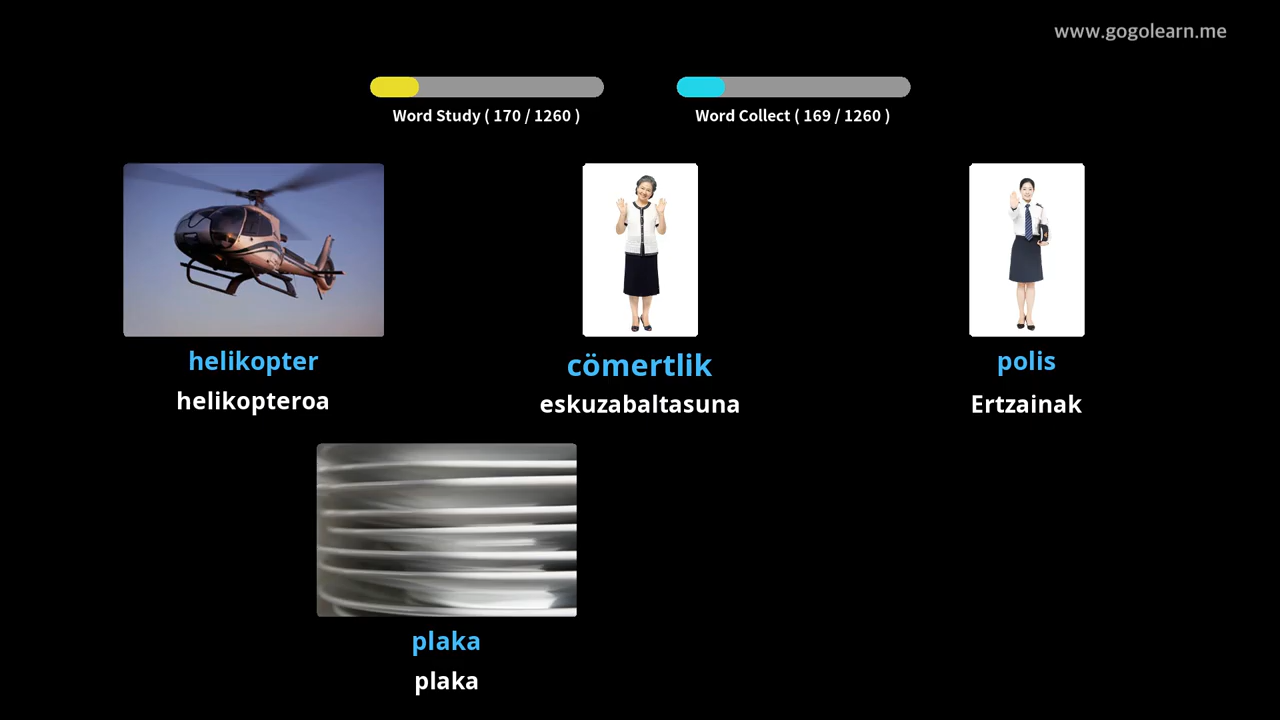 www.gogolearn.me
Word Study ( 170 / 1260 )
Word Collect ( 169 / 1260 )
helikopter
helikopteroa
cömertlik
eskuzabaltasuna
polis
Ertzainak
plaka
plaka